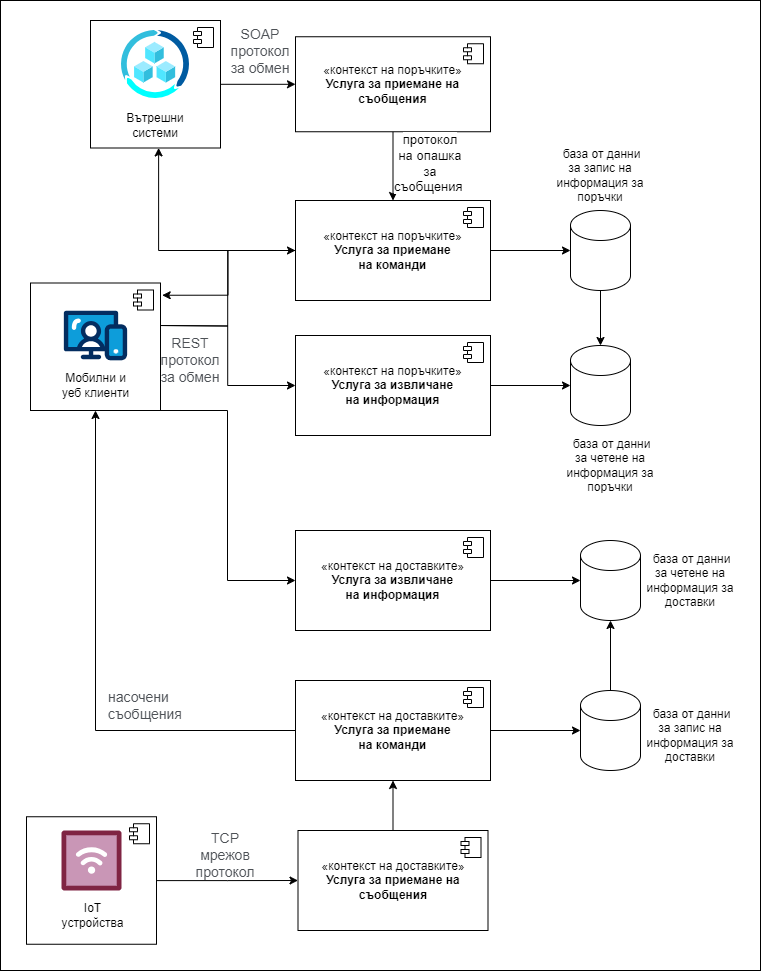 SOAP
протокол
за обмен
Вътрешни
системи
«контекст на поръчките»
Услуга за приемане на
съобщения
протокол
на опашка
за
съобщения
база от данни
за запис на
информация за
поръчки
«контекст на поръчките»
Услуга за приемане
на команди
REST
протокол
за обмен
Мобилни и
уеб клиенти
«контекст на поръчките»
Услуга за извличане
на информация
база от данни
за четене на
информация за
поръчки
«контекст на доставките»
Услуга за извличане
на информация
база от данни
за четене на
информация за
доставки
насочени
съобщения
«контекст на доставките»
Услуга за приемане
на команди
база от данни
за запис на
информация за
доставки
TCP
мрежов
протокол
IoT
устройства
«контекст на доставките»
Услуга за приемане на
съобщения